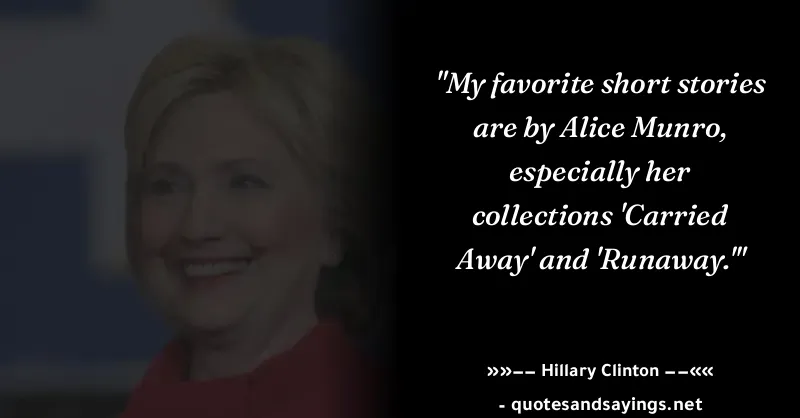 "My favorite short stories
are by Alice Munro,
especially her
collections 'Carried
Away' and 'Runaway.'"
»»–– Hillary Clinton ––««
- quotesandsayings.net